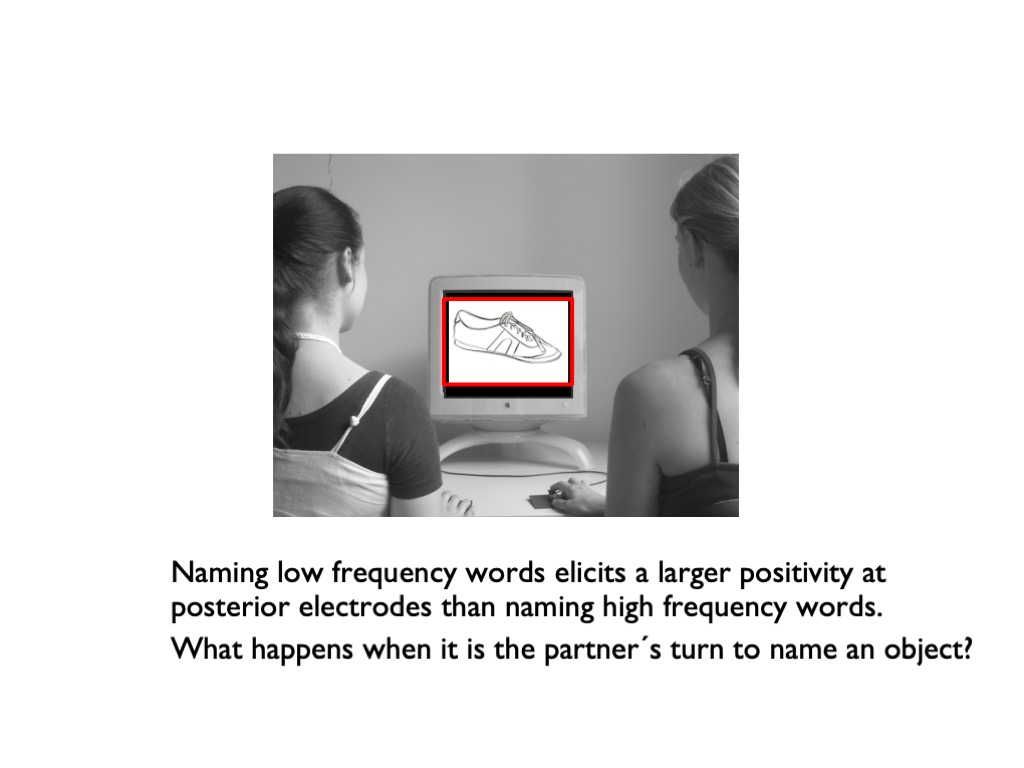 Naming low frequency words elicits a larger positivity at
posterior electrodes than naming high frequency words.
What happens when it is the partner´s turn to name an object?